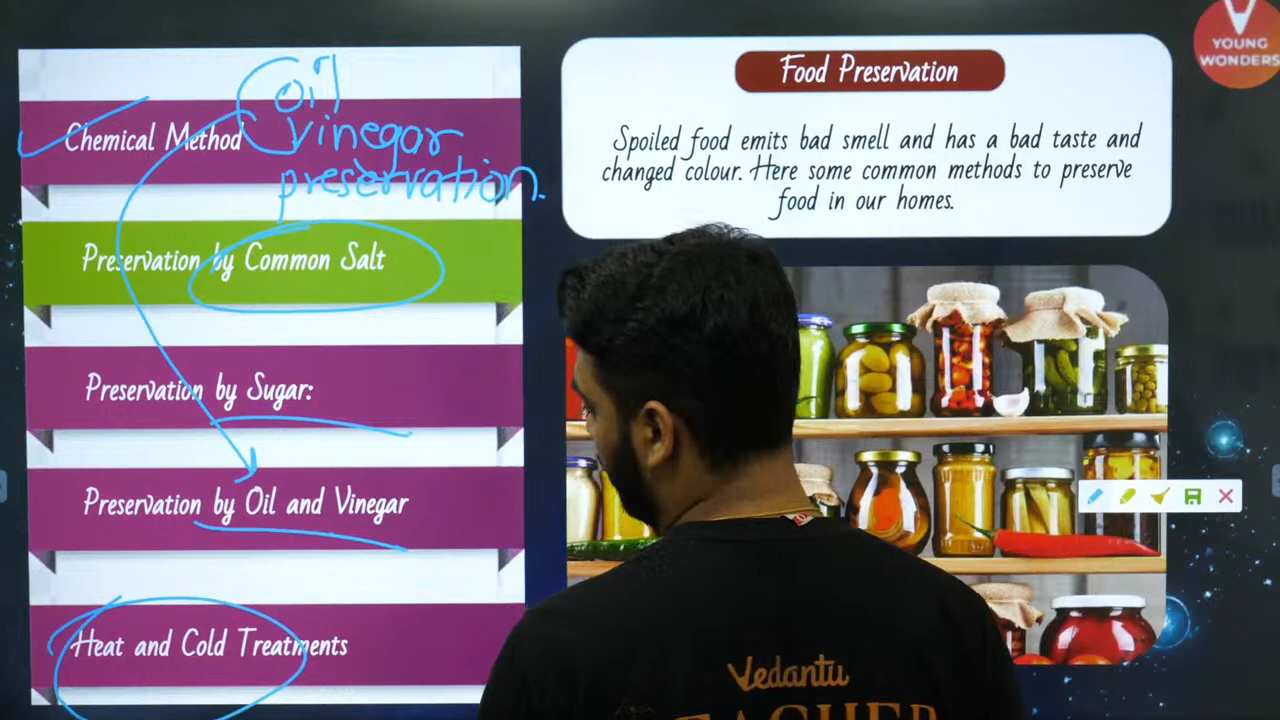 Oil
vinegar
preservation.
Chemical Method
Preservation by Common Salt
Preservation by Sugar:
Preservation by Oil and Vinegar
Heat and Cold Treatments
Food Preservation
Spoiled food emits bad smell and has a bad taste and
changed colour. Here some common methods to preserve
food in our homes.
YOUNG
WONDERS
Vedantu
TEACHER